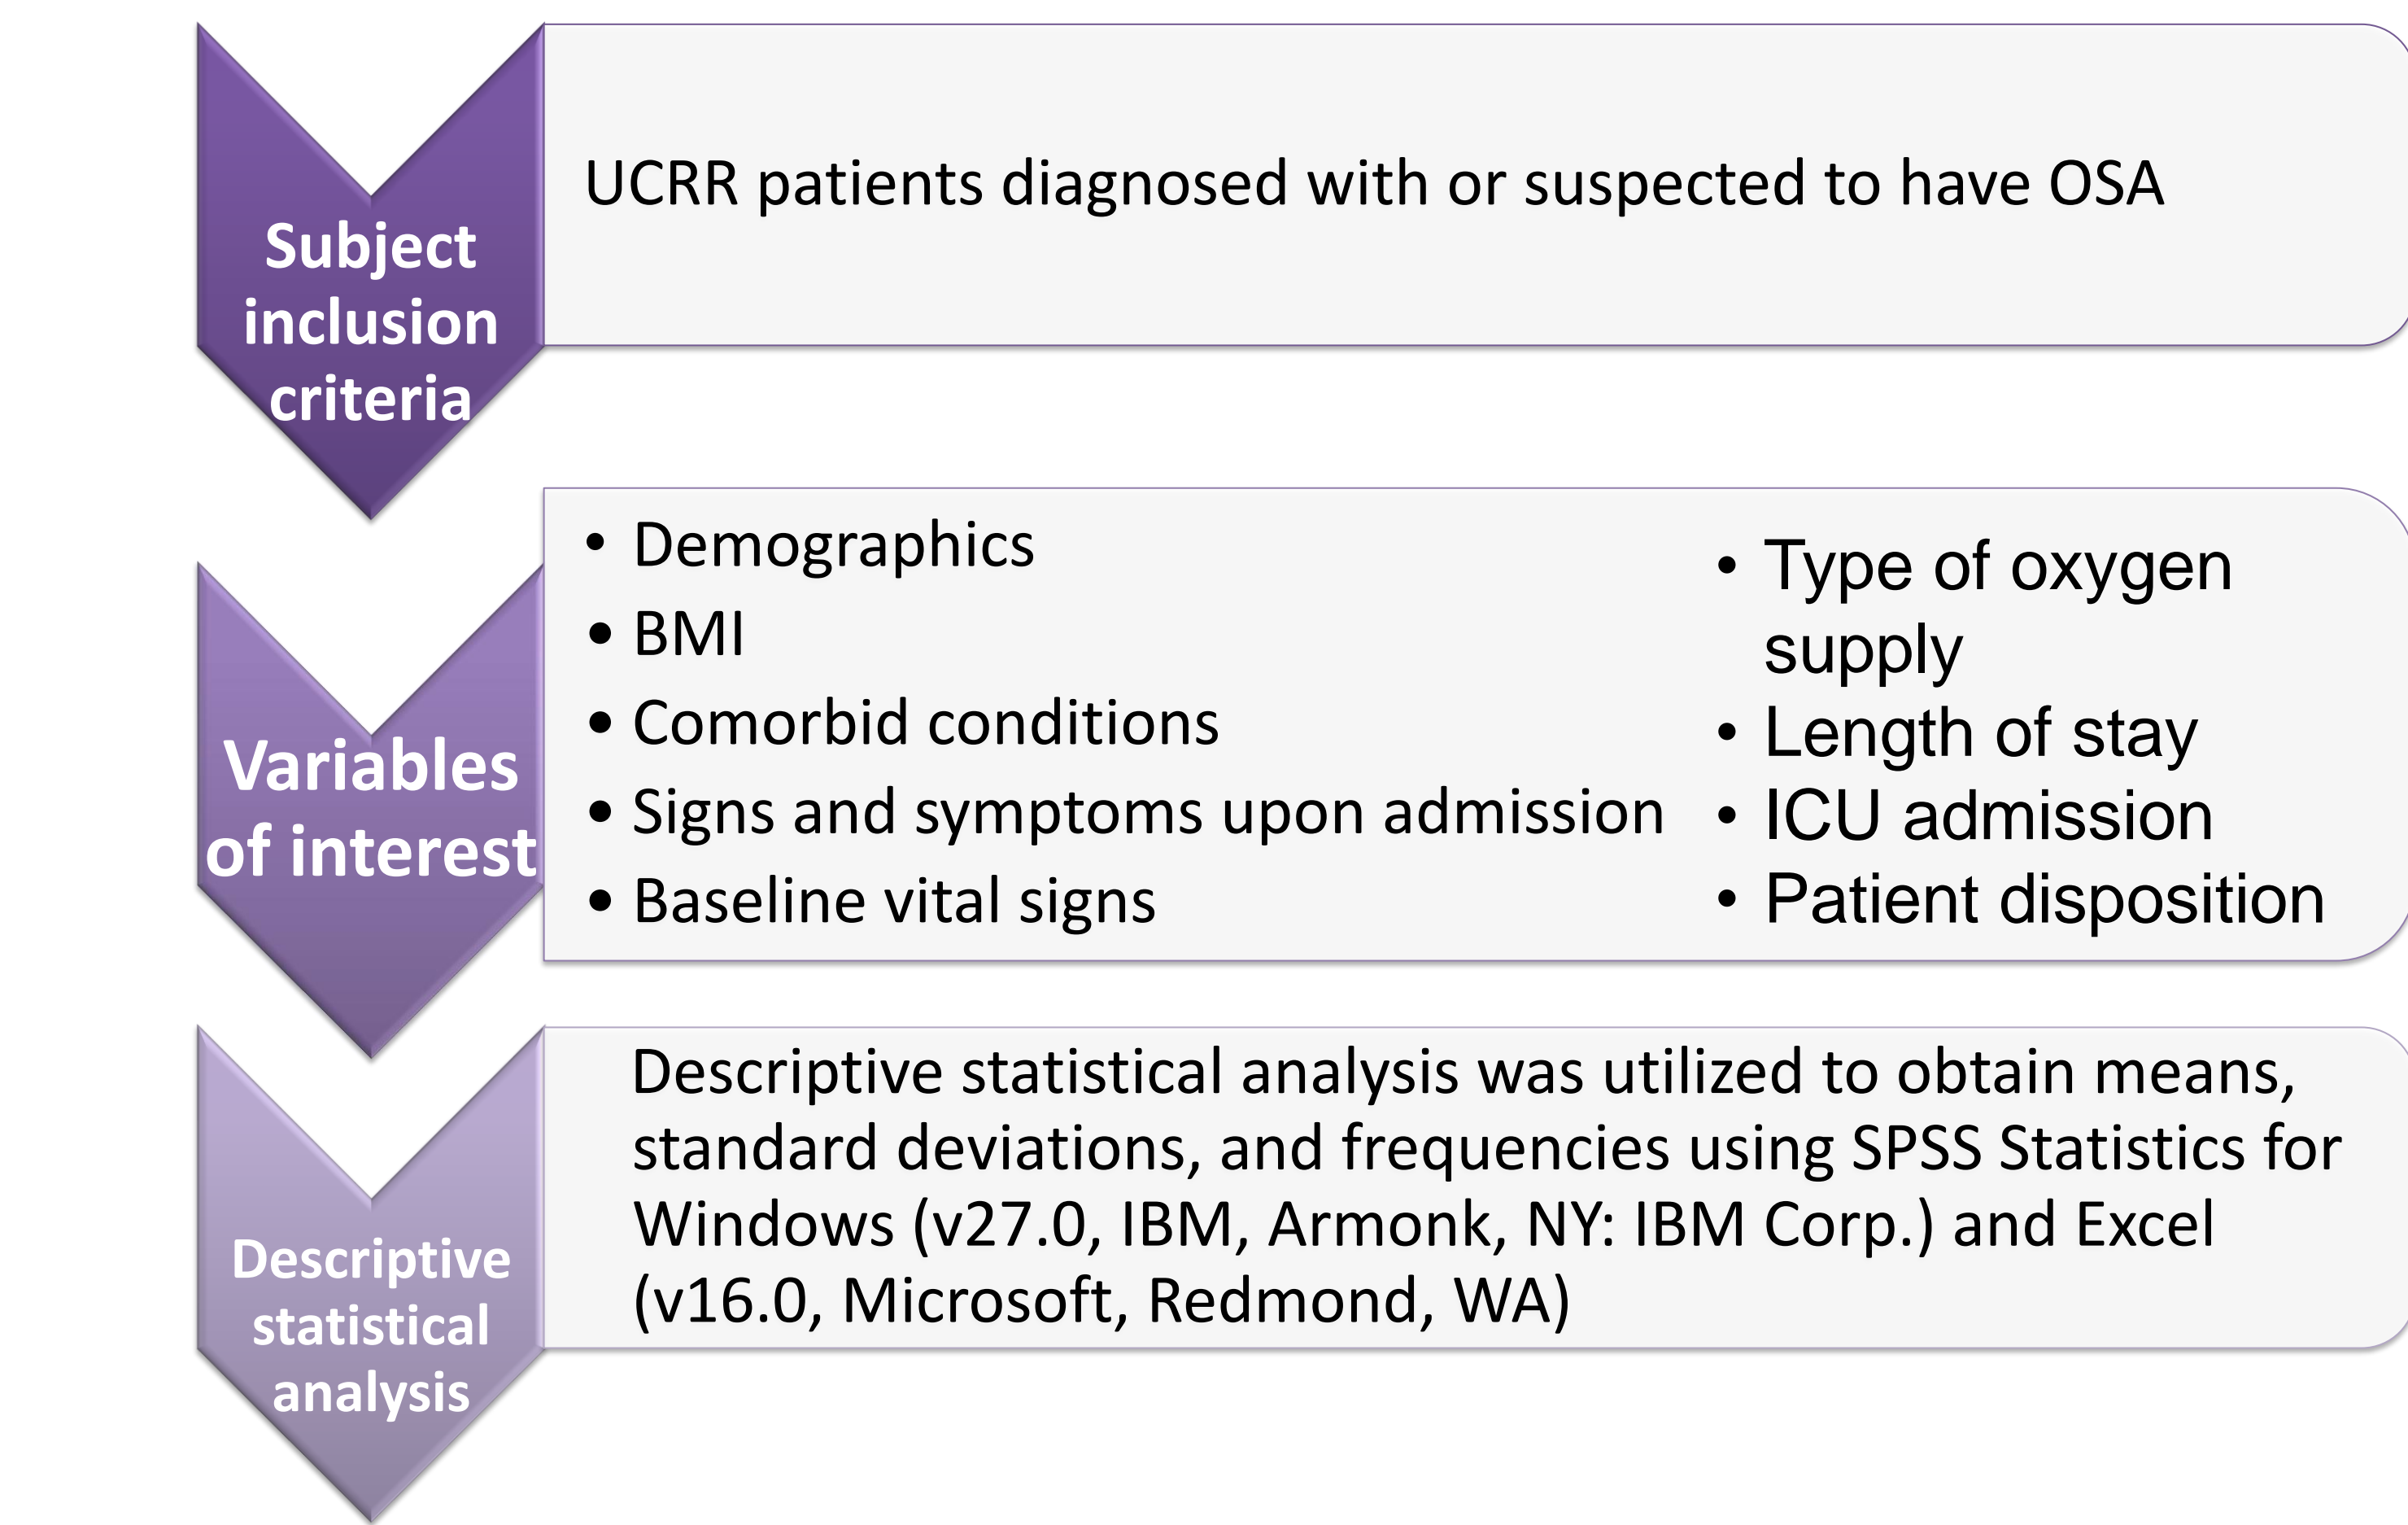 Subject
inclusion
criteria
UCRR patients diagnosed with or suspected to have OSA
Variables
of interest
• Demographics
• BMI
• Comorbid conditions
• Signs and symptoms upon admission
• Baseline vital signs
• Type of oxygen
supply
• Length of stay
• ICU admission
• Patient disposition
Descriptive
statistical
analysis
Descriptive statistical analysis was utilized to obtain means,
standard deviations, and frequencies using SPSS Statistics for
Windows (v27.0, IBM, Armonk, NY: IBM Corp.) and Excel
(v16.0, Microsoft, Redmond, WA)